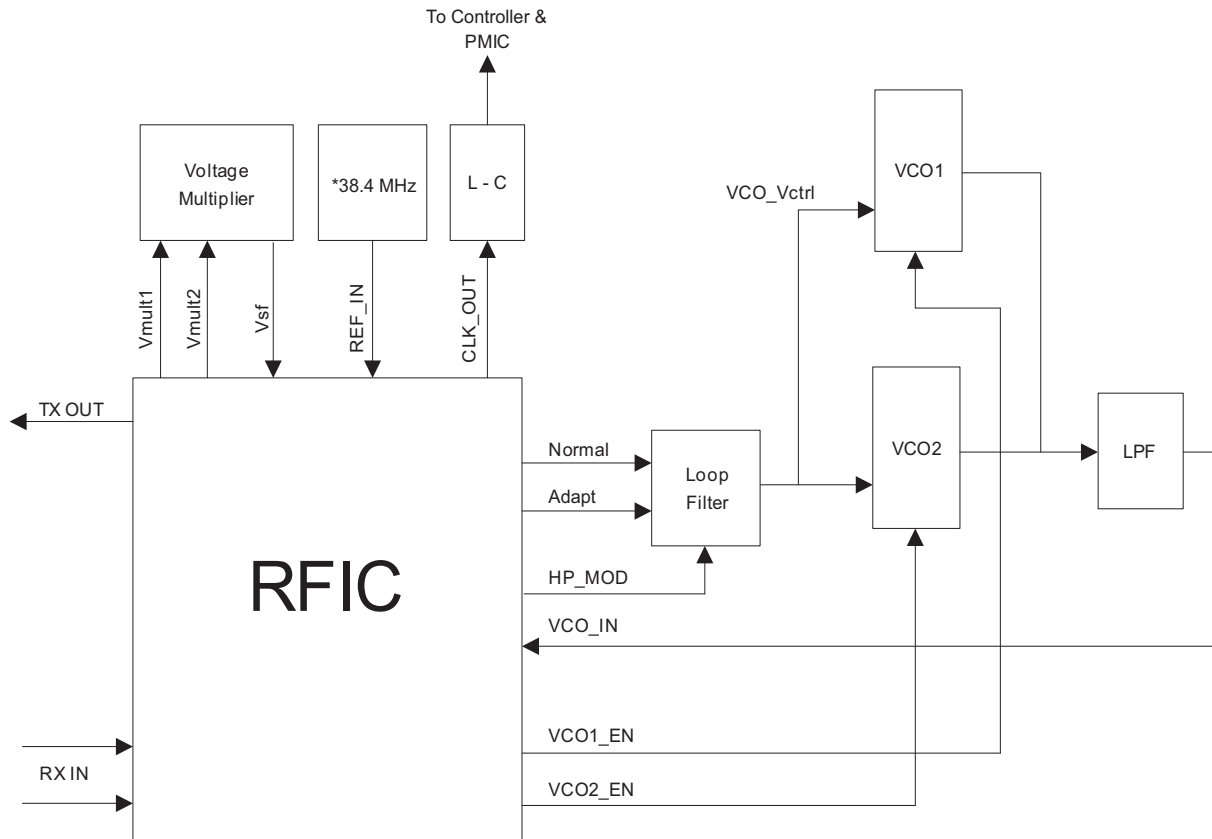 To Controller &
PMIC
Voltage
Multiplier
*38.4 MHz
L - C
VCO1
VCO_Vctrl
Vmult1
Vmult2
Vsf
REF_IN
CLK_OUT
TX OUT
Normal
Adapt
Loop
Filter
VCO2
LPF
RFIC
HP_MOD
VCO_IN
VCO1_EN
RX IN
VCO2_EN